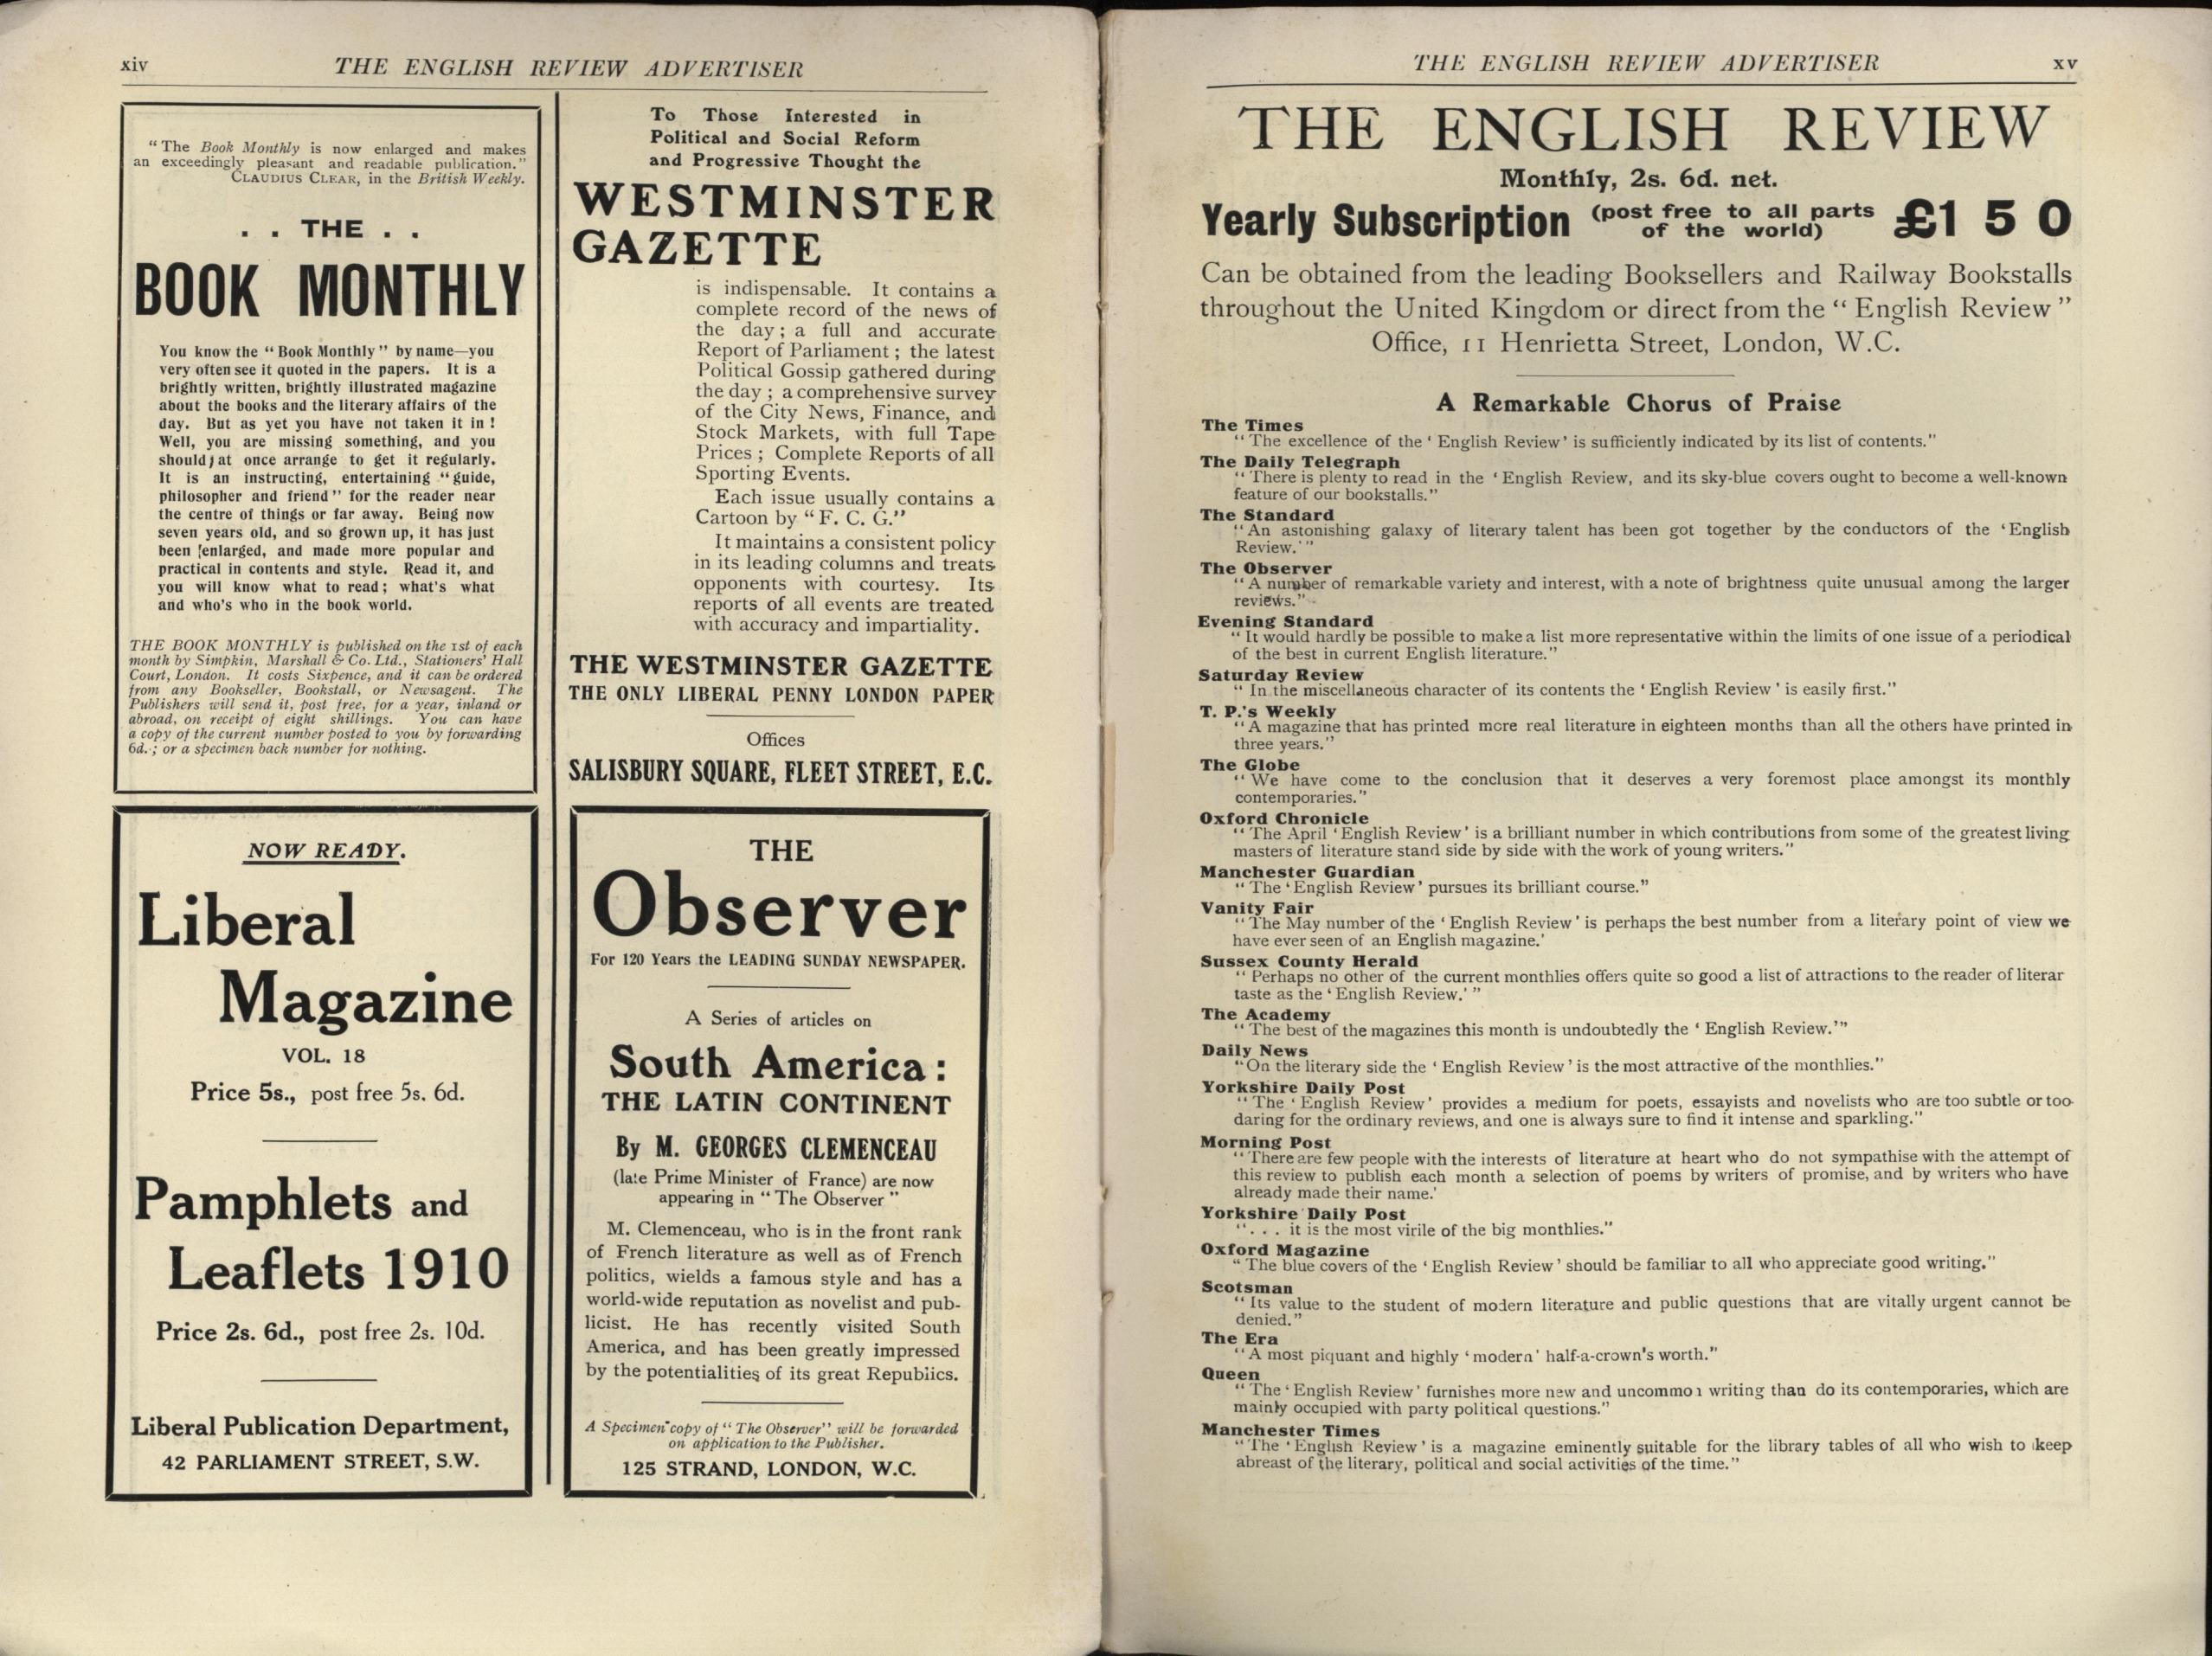 xiv
THE ENGLISH REVIEW ADVERTISER
"The Book Monthly is now enlarged and makes
an exceedingly pleasant and readable publication."
CLAUDIUS CLEAR, in the British Weekly.
. . THE . .
BOOK MONTHLY
You know the "Book Monthly" by name—you
very often see it quoted in the papers. It is a
brightly written, brightly illustrated magazine
about the books and the literary affairs of the
day. But as yet you have not taken it in!
Well, you are missing something, and you
should at once arrange to get it regularly.
It is an instructing, entertaining "guide,
philosopher and friend" for the reader near
the centre of things or far away. Being now
seven years old, and so grown up, it has just
been enlarged, and made more popular and
practical in contents and style. Read it, and
you will know what to read; what's what
and who's who in the book world.
THE BOOK MONTHLY is published on the 1st of each
month by Simpkin, Marshall & Co. Ltd., Stationers' Hall
Court, London. It costs Sixpence, and it can be ordered
from any Bookseller, Bookstall, or Newsagent. The
Publishers will send it, post free, for a year, inland or
abroad, on receipt of eight shillings. You can have
a copy of the current number posted to you by forwarding
6d.; or a specimen back number for nothing.
To Those Interested in
Political and Social Reform
and Progressive Thought the
WESTMINSTER
GAZETTE
is indispensable. It contains a
complete record of the news of
the day; a full and accurate
Report of Parliament; the latest
Political Gossip gathered during
the day; a comprehensive survey
of the City News, Finance, and
Stock Markets, with full Tape
Prices; Complete Reports of all
Sporting Events.
Each issue usually contains a
Cartoon by "F. C. G."
It maintains a consistent policy
in its leading columns and treats
opponents with courtesy. Its
reports of all events are treated
with accuracy and impartiality.
THE WESTMINSTER GAZETTE
THE ONLY LIBERAL PENNY LONDON PAPER
Offices
SALISBURY SQUARE, FLEET STREET, E.C.
NOW READY.
Liberal
Magazine
VOL. 18
Price 5s., post free 5s. 6d.
Pamphlets and
Leaflets 1910
Price 2s. 6d., post free 2s. 10d.
Liberal Publication Department,
42 PARLIAMENT STREET, S.W.
THE
Observer
For 120 Years the LEADING SUNDAY NEWSPAPER.
A Series of articles on
South America:
THE LATIN CONTINENT
By M. GEORGES CLEMENCEAU
(late Prime Minister of France) are now
appearing in "The Observer"
M. Clemenceau, who is in the front rank
of French literature as well as of French
politics, wields a famous style and has a
world-wide reputation as novelist and pub-
licist. He has recently visited South
America, and has been greatly impressed
by the potentialities of its great Republics.
A Specimen copy of "The Observer" will be forwarded
on application to the Publisher.
125 STRAND, LONDON, W.C.
THE ENGLISH REVIEW ADVERTISER
xv
THE ENGLISH REVIEW
Monthly, 2s. 6d. net.
Yearly Subscription (post free to all parts of the world) £1 5 0
Can be obtained from the leading Booksellers and Railway Bookstalls
throughout the United Kingdom or direct from the "English Review"
Office, 11 Henrietta Street, London, W.C.
A Remarkable Chorus of Praise
The Times
"The excellence of the 'English Review' is sufficiently indicated by its list of contents."
The Daily Telegraph
"There is plenty to read in the 'English Review, and its sky-blue covers ought to become a well-known
feature of our bookstalls."
The Standard
"An astonishing galaxy of literary talent has been got together by the conductors of the 'English
Review.'"
The Observer
"A number of remarkable variety and interest, with a note of brightness quite unusual among the larger
reviews."
Evening Standard
"It would hardly be possible to make a list more representative within the limits of one issue of a periodical
of the best in current English literature."
Saturday Review
"In the miscellaneous character of its contents the 'English Review' is easily first."
T. P.'s Weekly
"A magazine that has printed more real literature in eighteen months than all the others have printed in
three years."
The Globe
"We have come to the conclusion that it deserves a very foremost place amongst its monthly
contemporaries."
Oxford Chronicle
"The April 'English Review' is a brilliant number in which contributions from some of the greatest living
masters of literature stand side by side with the work of young writers."
Manchester Guardian
"The 'English Review' pursues its brilliant course."
Vanity Fair
"The May number of the 'English Review' is perhaps the best number from a literary point of view we
have ever seen of an English magazine.'
Sussex County Herald
"Perhaps no other of the current monthlies offers quite so good a list of attractions to the reader of literar
taste as the 'English Review.'"
The Academy
"The best of the magazines this month is undoubtedly the 'English Review.'"
Daily News
"On the literary side the 'English Review' is the most attractive of the monthlies."
Yorkshire Daily Post
"The 'English Review' provides a medium for poets, essayists and novelists who are too subtle or too
daring for the ordinary reviews, and one is always sure to find it intense and sparkling."
Morning Post
"There are few people with the interests of literature at heart who do not sympathise with the attempt of
this review to publish each month a selection of poems by writers of promise, and by writers who have
already made their name.'
Yorkshire Daily Post
". . . it is the most virile of the big monthlies."
Oxford Magazine
"The blue covers of the 'English Review' should be familiar to all who appreciate good writing."
Scotsman
"Its value to the student of modern literature and public questions that are vitally urgent cannot be
denied."
The Era
"A most piquant and highly 'modern' half-a-crown's worth."
Queen
"The 'English Review' furnishes more new and uncommon writing than do its contemporaries, which are
mainly occupied with party political questions."
Manchester Times
"The 'English Review' is a magazine eminently suitable for the library tables of all who wish to keep
abreast of the literary, political and social activities of the time."